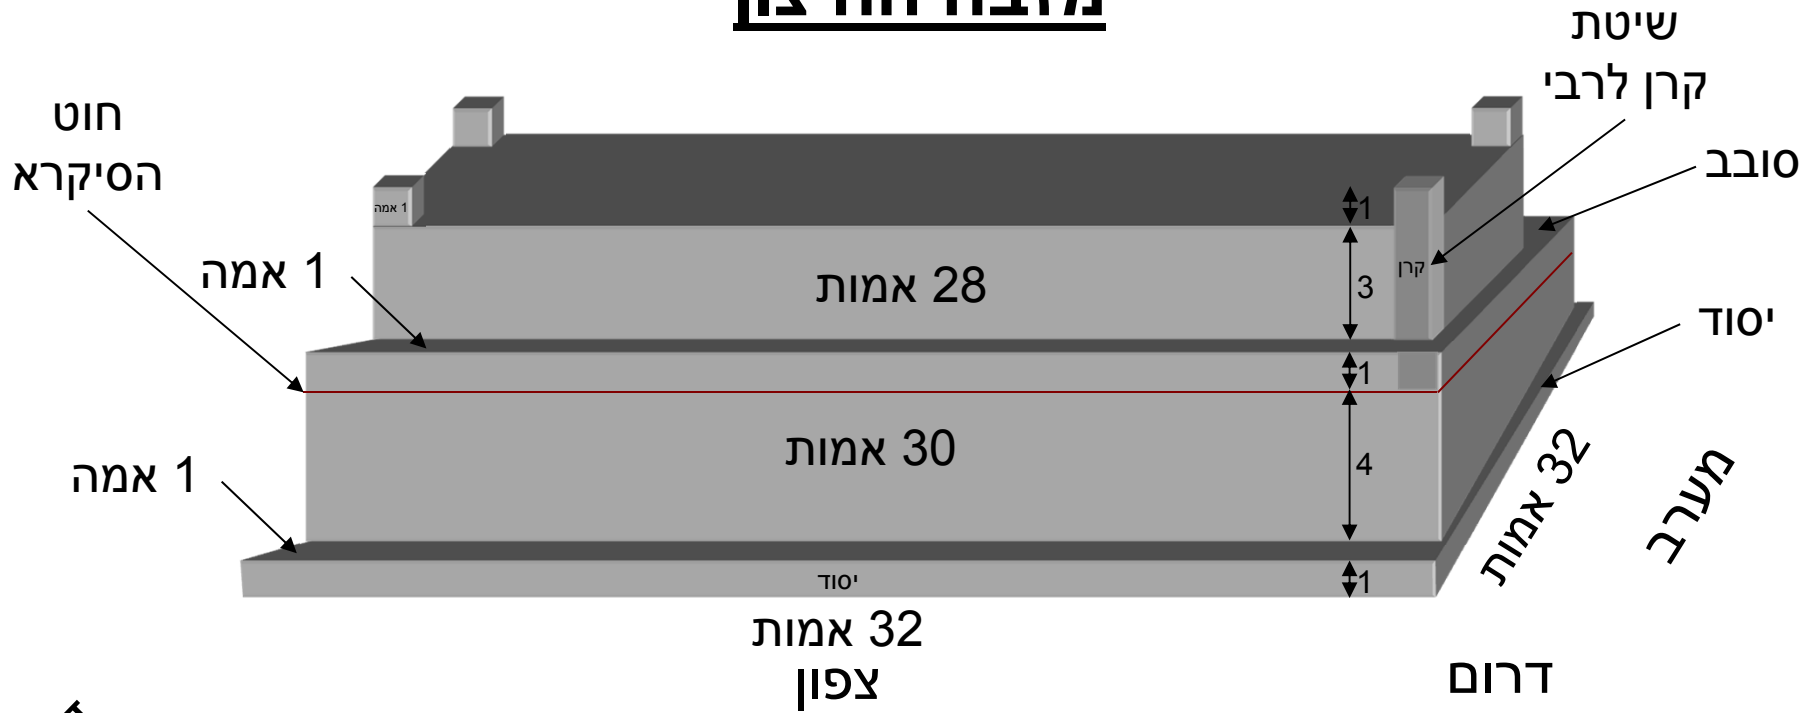 שיטת
קרן לרבי
חוט
הסיקרא
סובב
1 אמה
1
קרן
1 אמה
28 אמות
3
יסוד
1
30 אמות
4
1 אמה
32 אמות
מערב
יסוד
1
32 אמות
צפון
דרום